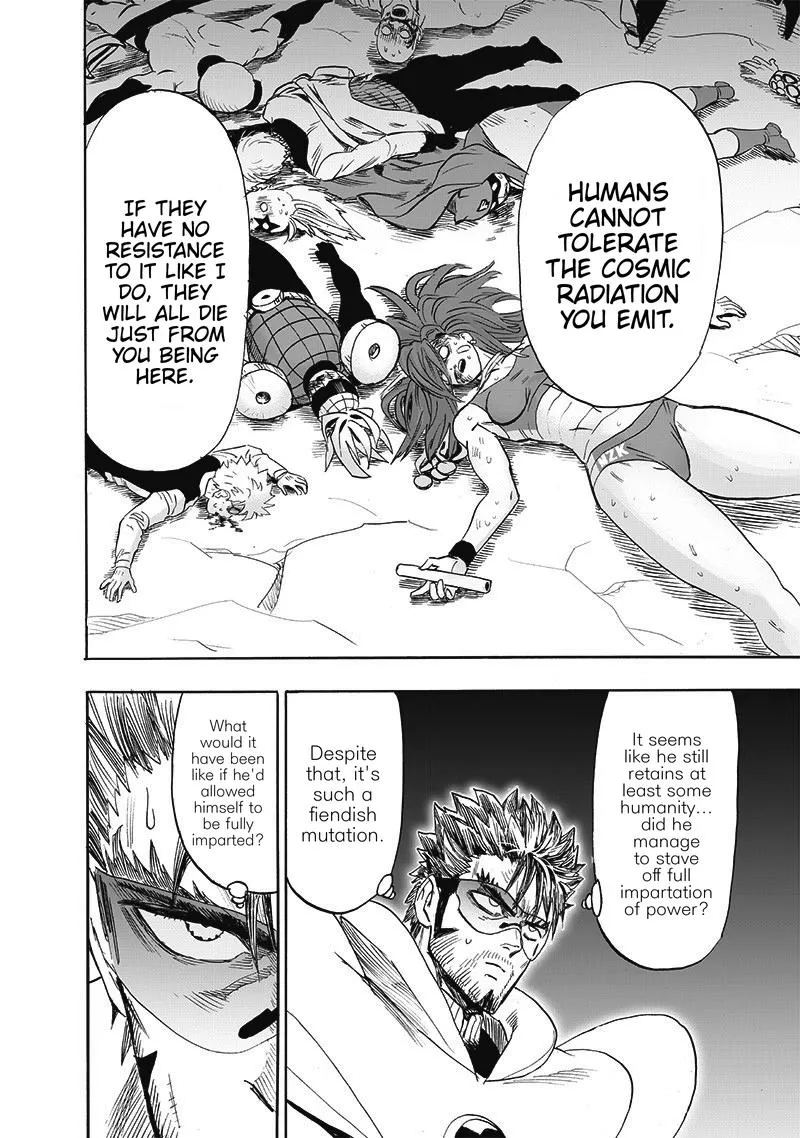 HUMANS
CANNOT
TOLERATE
THE COSMIC
RADIATION
YOU EMIT.
IF THEY
HAVE NO
RESISTANCE
TO IT LIKE I
DO, THEY
WILL ALL DIE
JUST FROM
YOU BEING
HERE.
IZK
It seems
like he still
retains at
least some
humanity...
did he
manage
to stave
off full
impartation
of power?
Despite
that, it's
such a
fiendish
mutation.
What
would it
have been
like if he'd
allowed
himself to
be fully
imparted?